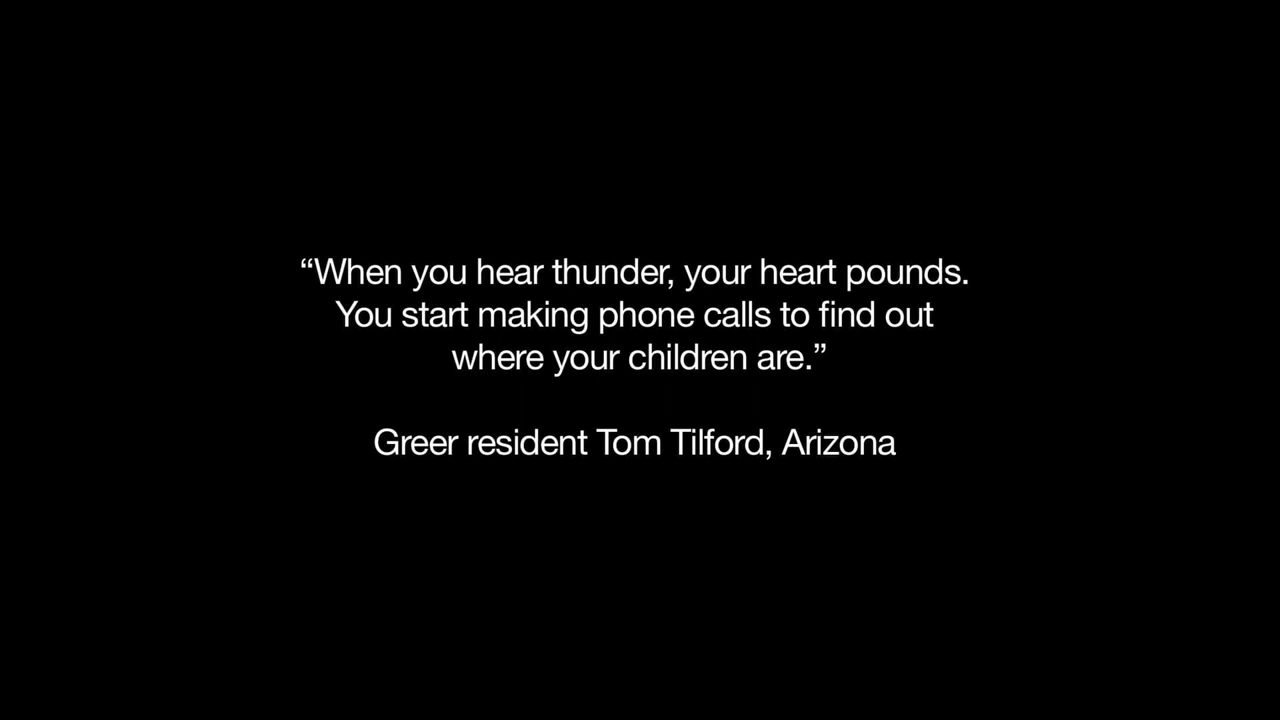 “When you hear thunder, your heart pounds.
You start making phone calls to find out
where your children are.”
Greer resident Tom Tilford, Arizona